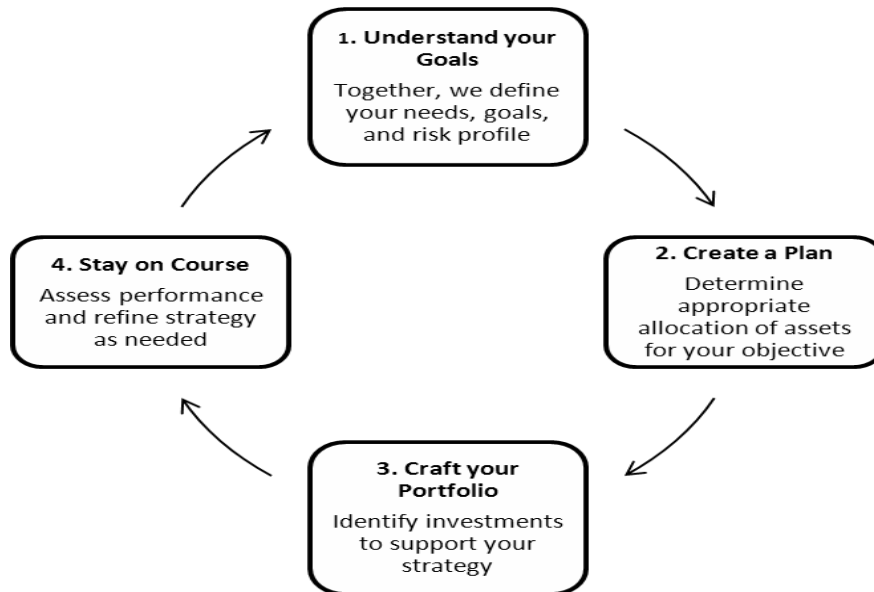 1. Understand your
Goals
Together, we define
your needs, goals,
and risk profile
2. Create a Plan
Determine
appropriate
allocation of assets
for your objective
3. Craft your
Portfolio
Identify investments
to support your
strategy
4. Stay on Course
Assess performance
and refine strategy
as needed